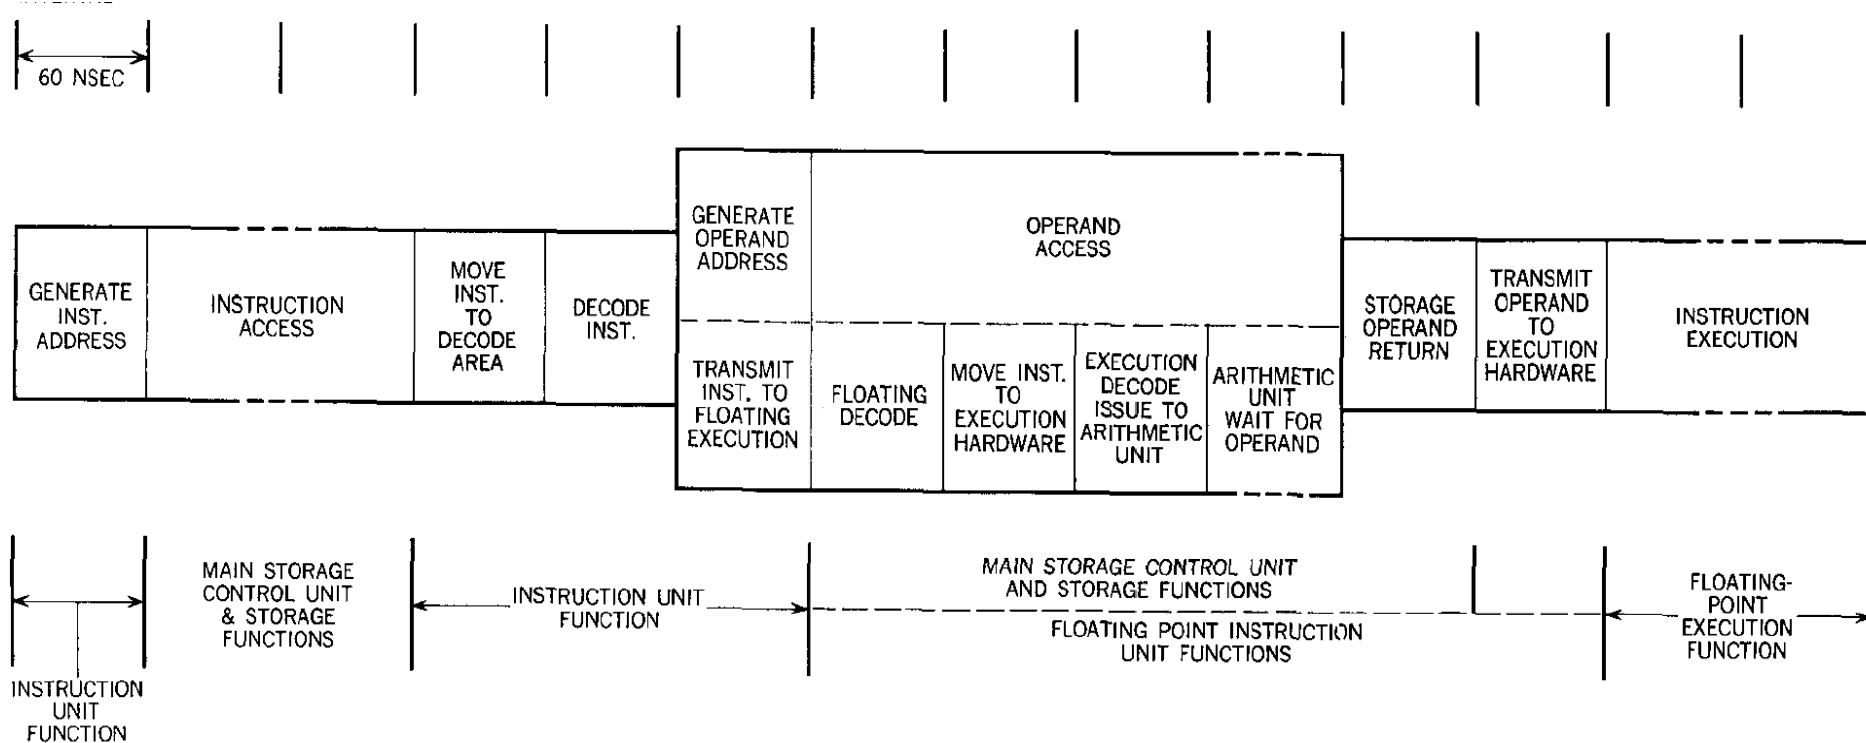 60 NSEC
GENERATE
INST.
ADDRESS
INSTRUCTION
ACCESS
MOVE
INST.
TO
DECODE
AREA
DECODE
INST.
GENERATE
OPERAND
ADDRESS
OPERAND
ACCESS
TRANSMIT
INST. TO
FLOATING
EXECUTION
FLOATING
DECODE
MOVE INST.
TO
EXECUTION
HARDWARE
EXECUTION
DECODE
ISSUE TO
ARITHMETIC
UNIT
ARITHMETIC
UNIT
WAIT FOR
OPERAND
STORAGE
OPERAND
RETURN
TRANSMIT
OPERAND
TO
EXECUTION
HARDWARE
INSTRUCTION
EXECUTION
INSTRUCTION
UNIT
FUNCTION
MAIN STORAGE
CONTROL UNIT
& STORAGE
FUNCTIONS
INSTRUCTION UNIT
FUNCTION
MAIN STORAGE CONTROL UNIT
AND STORAGE FUNCTIONS
FLOATING POINT INSTRUCTION
UNIT FUNCTIONS
FLOATING-
POINT
EXECUTION
FUNCTION